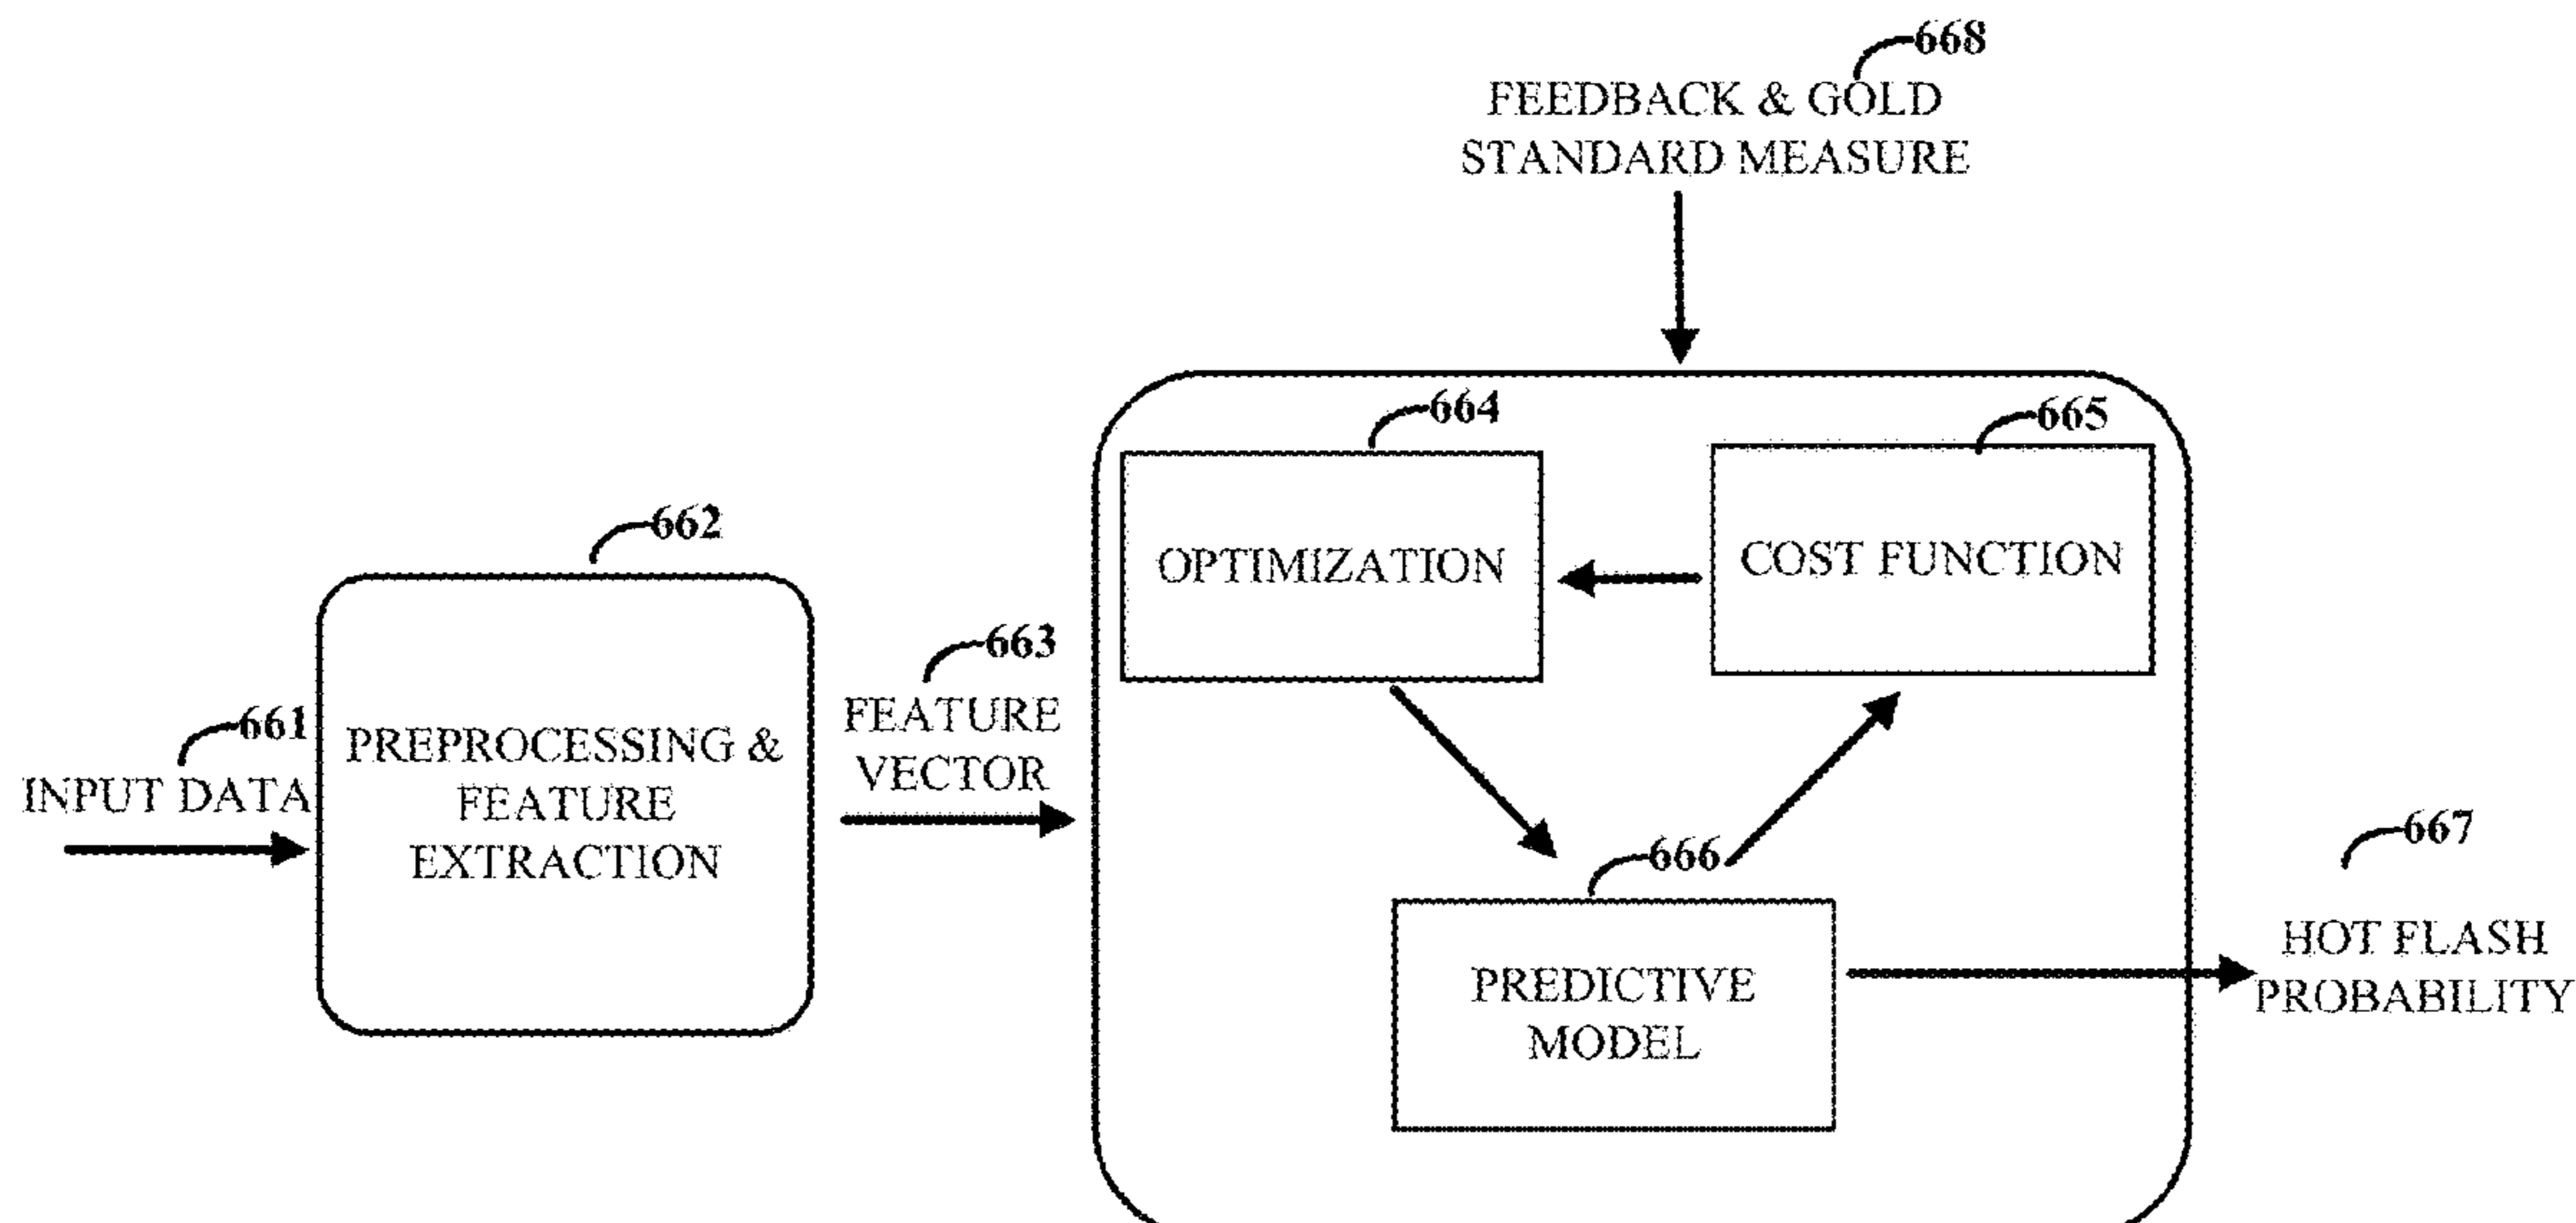 668
FEEDBACK & GOLD
STANDARD MEASURE
664
665
OPTIMIZATION
COST FUNCTION
662
663
FEATURE
VECTOR
661
INPUT DATA
PREPROCESSING &
FEATURE
EXTRACTION
666
PREDICTIVE
MODEL
667
HOT FLASH
PROBABILITY